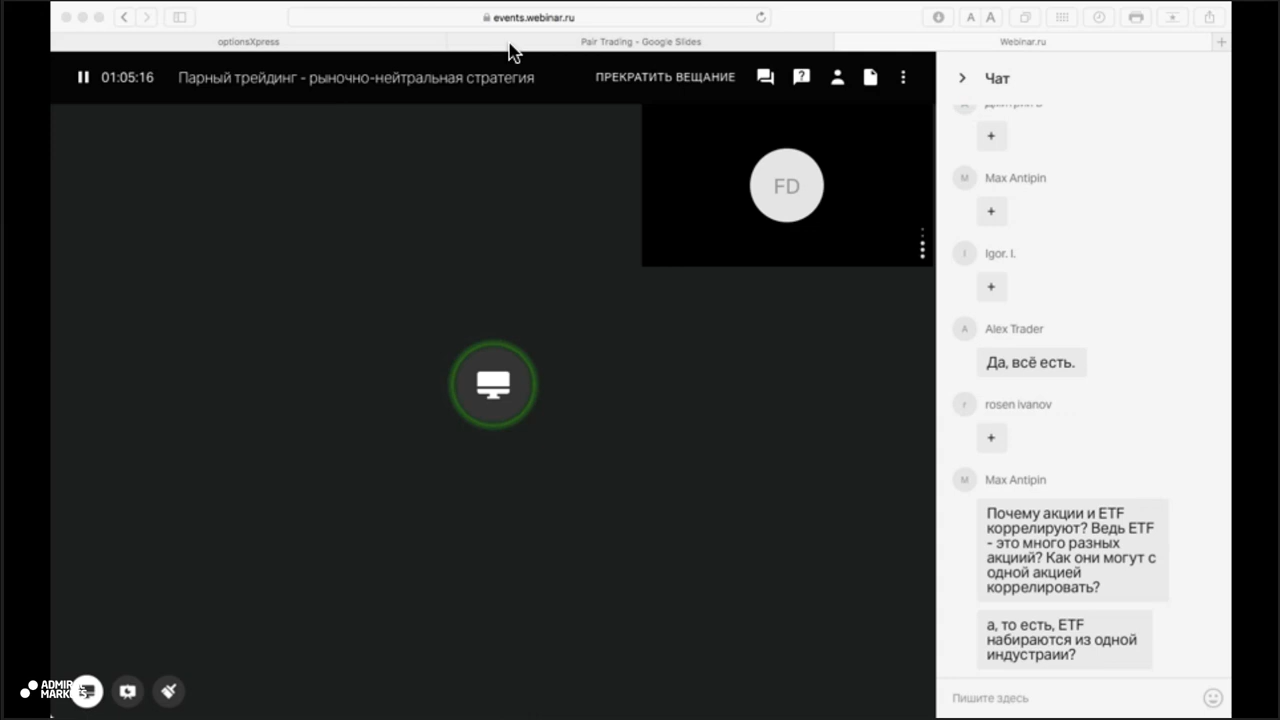 events.webinar.ru
A A
optionsXpress
Pair Trading - Google Slides
Webinar.ru
01:05:16
Парный трейдинг - рыночно-нейтральная стратегия
ПРЕКРАТИТЬ ВЕЩАНИЕ
?
FD
Чат
+
M Max Antipin
+
I Igor. I.
+
A Alex Trader
Да, всё есть.
r rosen ivanov
+
M Max Antipin
Почему акции и ETF
коррелируют? Ведь ETF
- это много разных
акциий? Как они могут с
одной акцией
коррелировать?
а, то есть, ETF
набираются из одной
индустраии?
Пишите здесь